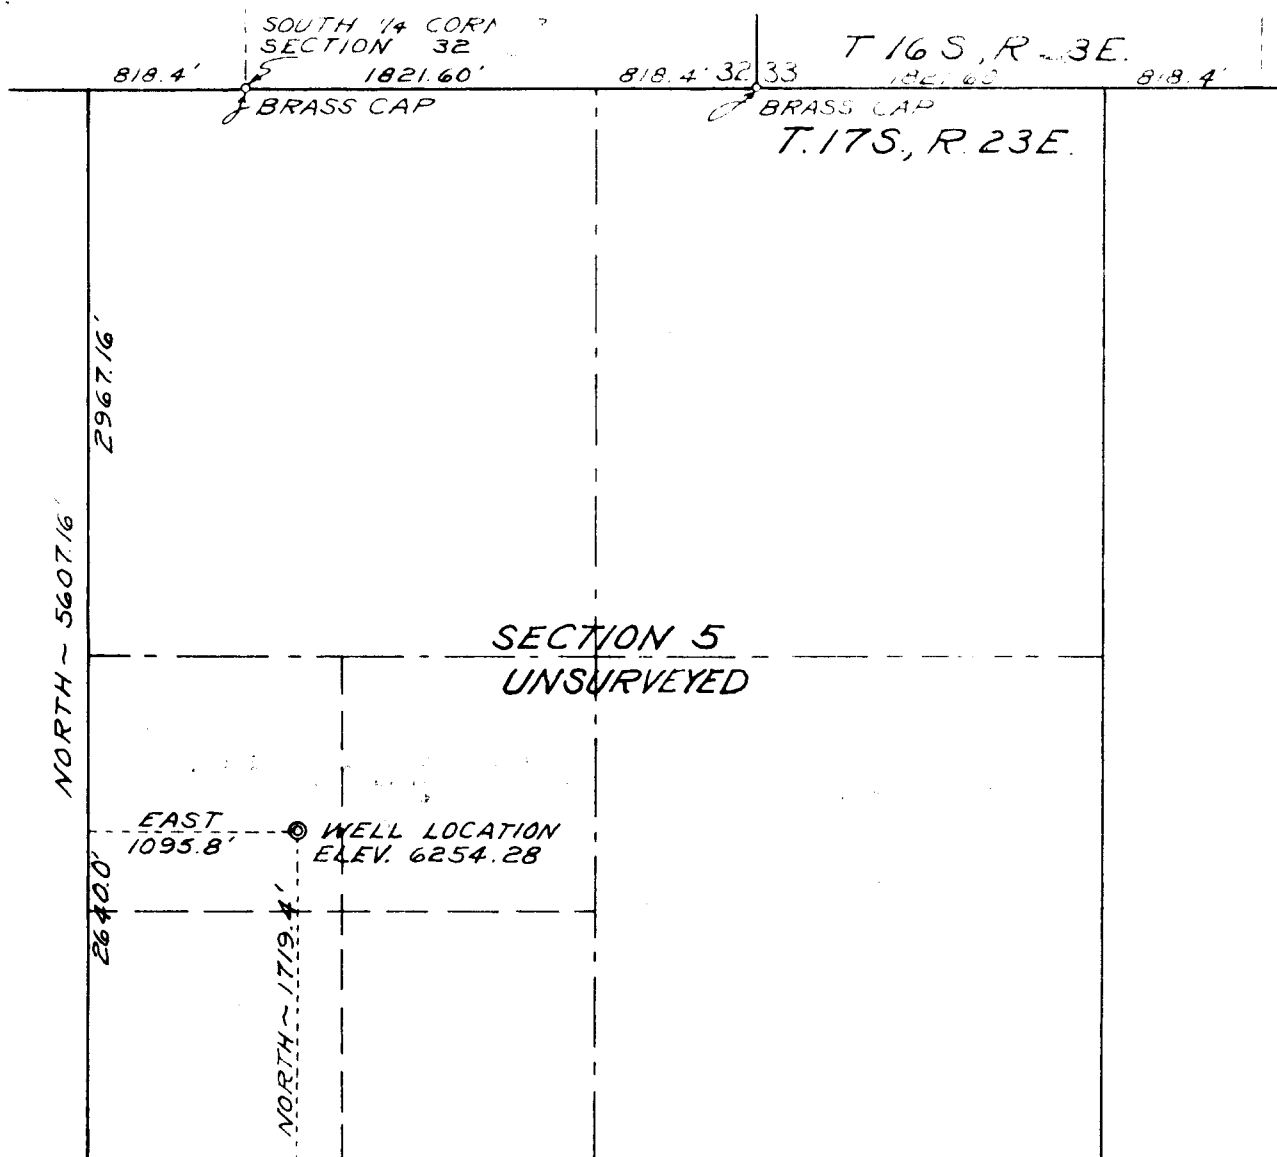 SOUTH 1/4
SECTION 32
T 16 S, R 3E.
818.4' 1821.60' 818.4' 32 33 1821.60 818.4'
BRASS CAP
BRASS CAP
T.17S., R. 23E.
2967.16'
NORTH ~ 5607.16'
SECTION 5
UNSURVEYED
EAST
1095.8'
WELL LOCATION
ELEV. 6254.28
2640.0'
NORTH ~ 1719.4'